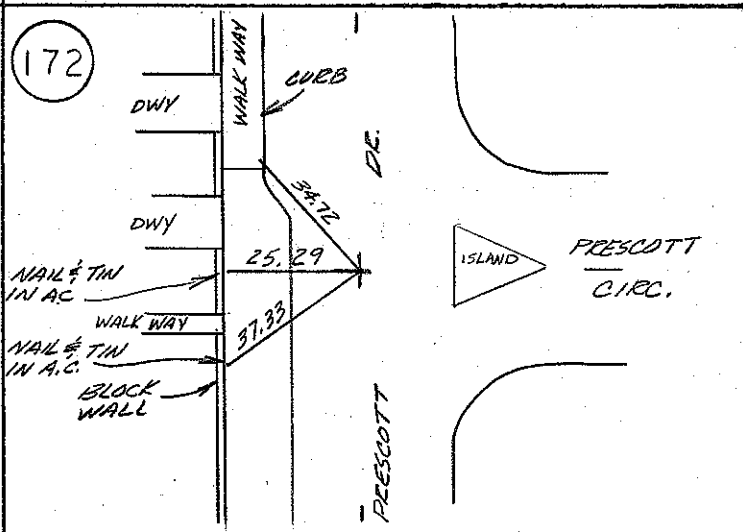 172
WALK WAY
CURB
DWY
DR.
34.72
DWY
25.29
NAIL & TIN
IN AC
ISLAND
PRESCOTT
CIRC.
WALK WAY
37.33
NAIL & TIN
IN A.C.
BLOCK
WALL
PRESCOTT